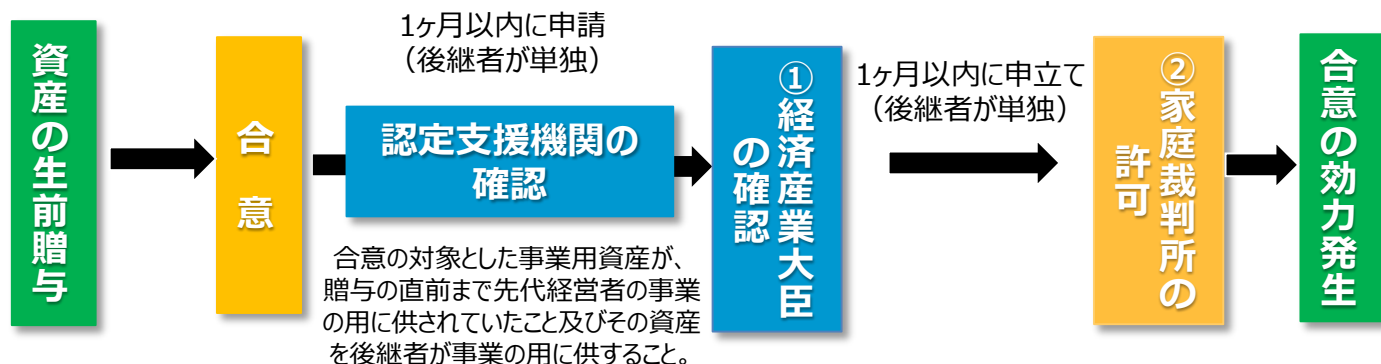 資産の生前贈与
合意
1ヶ月以内に申請
（後継者が単独）
認定支援機関の
確認
合意の対象とした事業用資産が、
贈与の直前まで先代経営者の事業
の用に供されていたこと及びその資産
を後継者が事業の用に供すること。
①経済産業大臣
の確認
1ヶ月以内に申立て
（後継者が単独）
②家庭裁判所の
許可
合意の効力発生